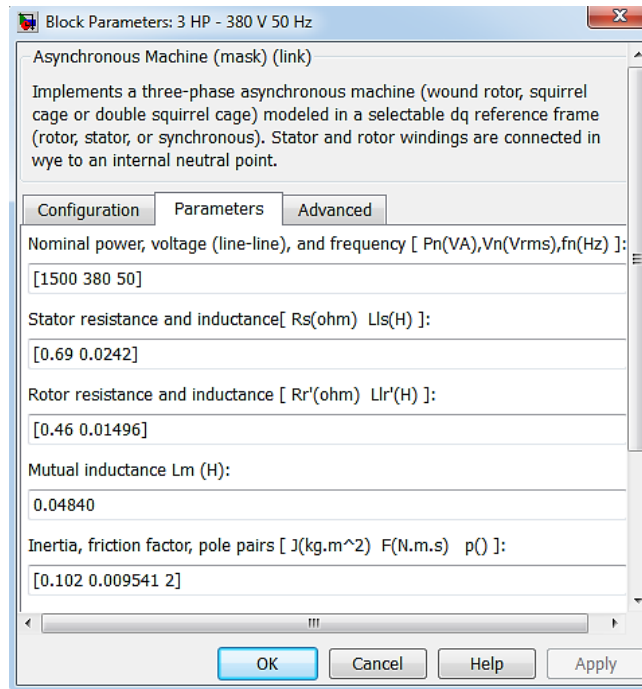 Block Parameters: 3 HP - 380 V 50 Hz
Asynchronous Machine (mask) (link)
Implements a three-phase asynchronous machine (wound rotor, squirrel
cage or double squirrel cage) modeled in a selectable dq reference frame
(rotor, stator, or synchronous). Stator and rotor windings are connected in
wye to an internal neutral point.
Configuration Parameters Advanced
Nominal power, voltage (line-line), and frequency [ Pn(VA),Vn(Vrms),fn(Hz) ]:
[1500 380 50]
Stator resistance and inductance[ Rs(ohm) Lls(H) ]:
[0.69 0.0242]
Rotor resistance and inductance [ Rr'(ohm) Llr'(H) ]:
[0.46 0.01496]
Mutual inductance Lm (H):
0.04840
Inertia, friction factor, pole pairs [ J(kg.m^2) F(N.m.s) p() ]:
[0.102 0.009541 2]
OK Cancel Help Apply